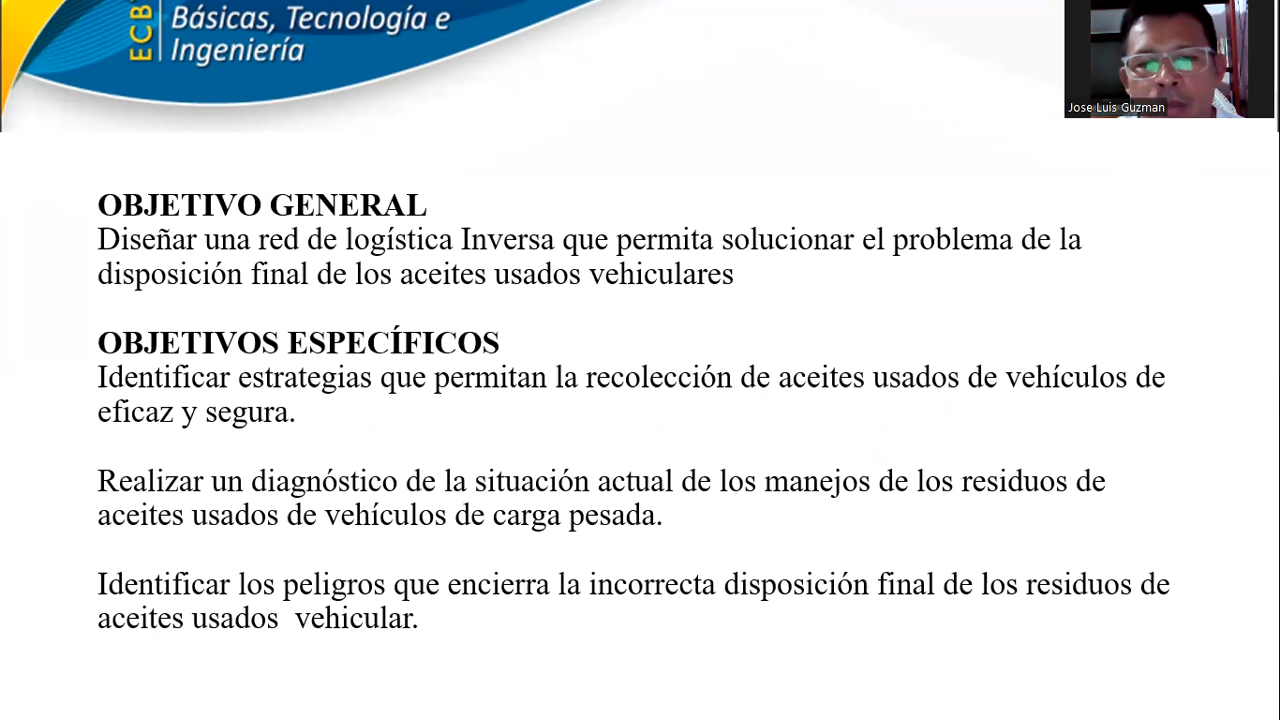 ECB
Básicas, Tecnología e
Ingeniería
Jose Luis Guzman
OBJETIVO GENERAL
Diseñar una red de logística Inversa que permita solucionar el problema de la
disposición final de los aceites usados vehiculares
OBJETIVOS ESPECÍFICOS
Identificar estrategias que permitan la recolección de aceites usados de vehículos de
eficaz y segura.
Realizar un diagnóstico de la situación actual de los manejos de los residuos de
aceites usados de vehículos de carga pesada.
Identificar los peligros que encierra la incorrecta disposición final de los residuos de
aceites usados  vehicular.